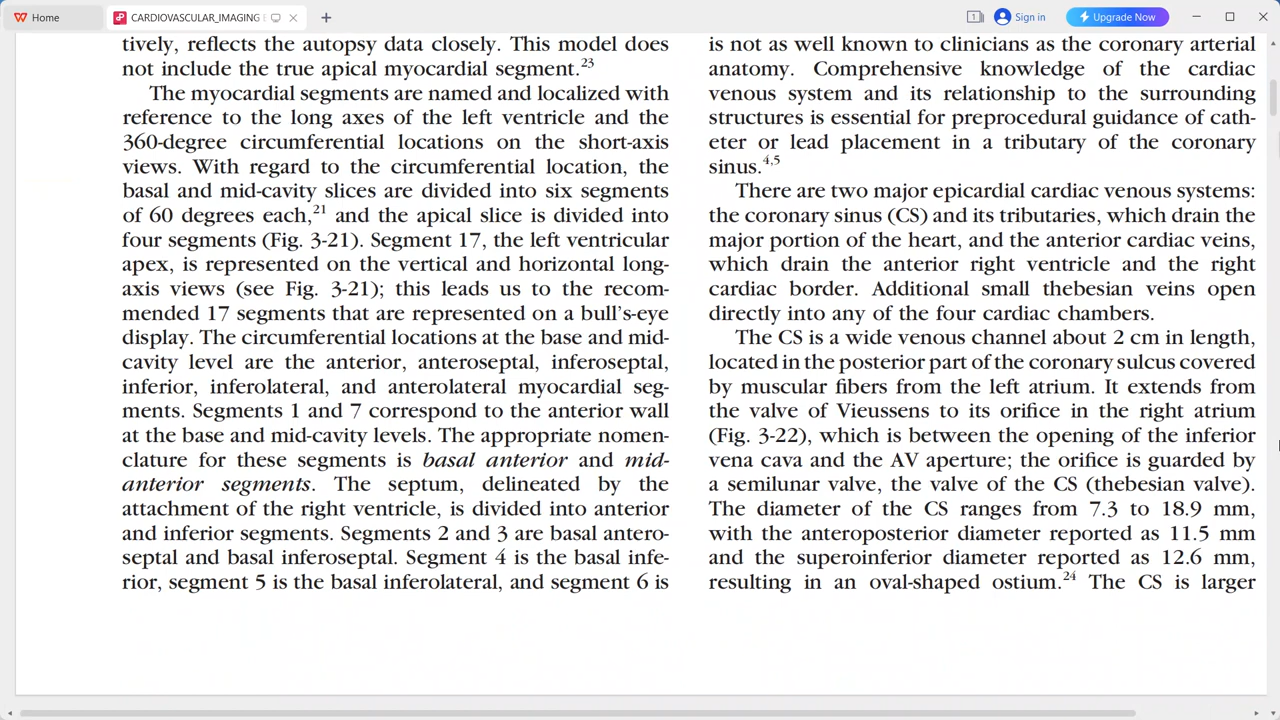 Home
CARDIOVASCULAR_IMAGING
1
Sign in
Upgrade Now
tively, reflects the autopsy data closely. This model does
not include the true apical myocardial segment.23
The myocardial segments are named and localized with
reference to the long axes of the left ventricle and the
360-degree circumferential locations on the short-axis
views. With regard to the circumferential location, the
basal and mid-cavity slices are divided into six segments
of 60 degrees each,21 and the apical slice is divided into
four segments (Fig. 3-21). Segment 17, the left ventricular
apex, is represented on the vertical and horizontal long-
axis views (see Fig. 3-21); this leads us to the recom-
mended 17 segments that are represented on a bull's-eye
display. The circumferential locations at the base and mid-
cavity level are the anterior, anteroseptal, inferoseptal,
inferior, inferolateral, and anterolateral myocardial seg-
ments. Segments 1 and 7 correspond to the anterior wall
at the base and mid-cavity levels. The appropriate nomen-
clature for these segments is basal anterior and mid-
anterior segments. The septum, delineated by the
attachment of the right ventricle, is divided into anterior
and inferior segments. Segments 2 and 3 are basal antero-
septal and basal inferoseptal. Segment 4 is the basal infe-
rior, segment 5 is the basal inferolateral, and segment 6 is
is not as well known to clinicians as the coronary arterial
anatomy. Comprehensive knowledge of the cardiac
venous system and its relationship to the surrounding
structures is essential for preprocedural guidance of cath-
eter or lead placement in a tributary of the coronary
sinus.4,5
There are two major epicardial cardiac venous systems:
the coronary sinus (CS) and its tributaries, which drain the
major portion of the heart, and the anterior cardiac veins,
which drain the anterior right ventricle and the right
cardiac border. Additional small thebesian veins open
directly into any of the four cardiac chambers.
The CS is a wide venous channel about 2 cm in length,
located in the posterior part of the coronary sulcus covered
by muscular fibers from the left atrium. It extends from
the valve of Vieussens to its orifice in the right atrium
(Fig. 3-22), which is between the opening of the inferior
vena cava and the AV aperture; the orifice is guarded by
a semilunar valve, the valve of the CS (thebesian valve).
The diameter of the CS ranges from 7.3 to 18.9 mm,
with the anteroposterior diameter reported as 11.5 mm
and the superoinferior diameter reported as 12.6 mm,
resulting in an oval-shaped ostium.24 The CS is larger